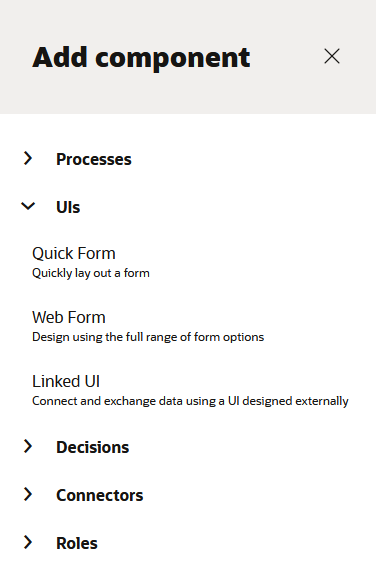 Add component
Processes
UIs
Quick Form
Quickly lay out a form
Web Form
Design using the full range of form options
Linked UI
Connect and exchange data using a UI designed externally
Decisions
Connectors
Roles